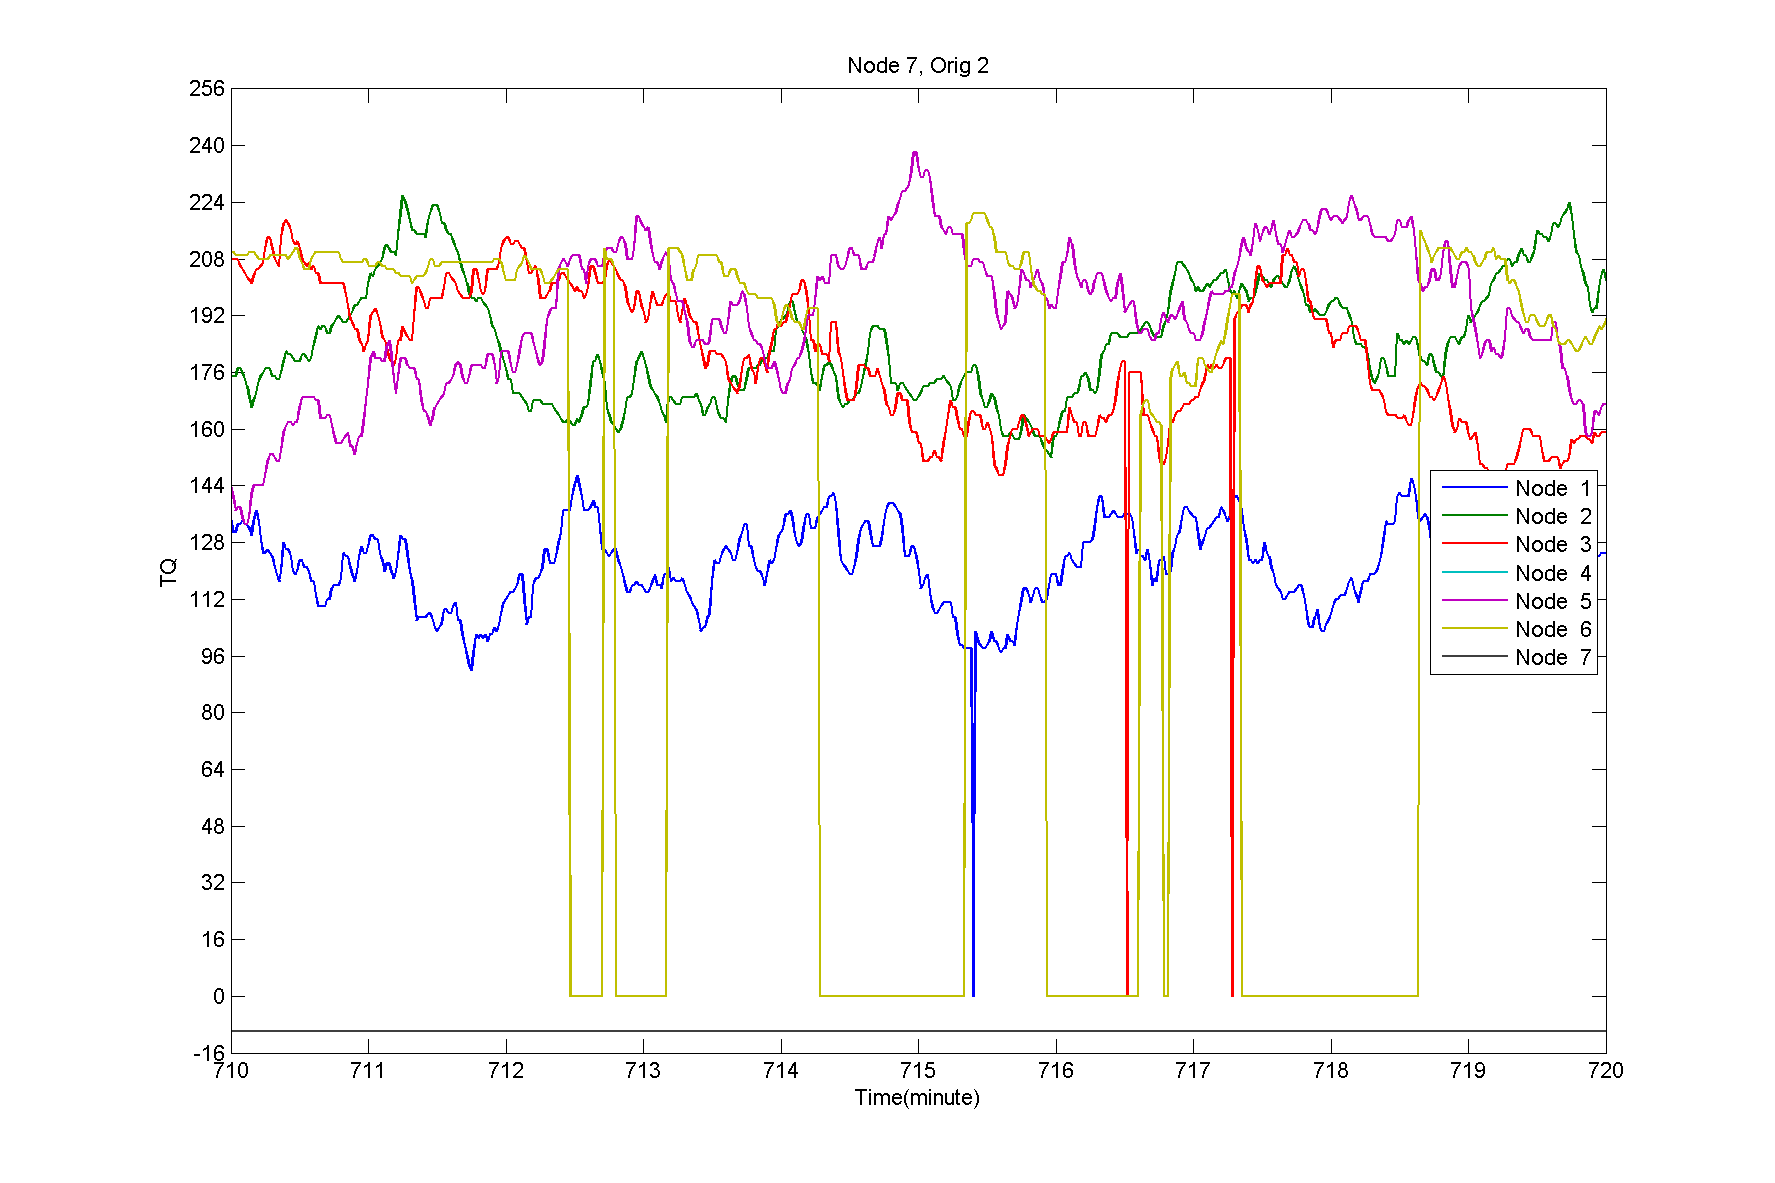 Node 7, Orig 2
256
240
224
208
192
176
160
144
128
112
96
80
64
48
32
16
0
-16
TQ
Node 1
Node 2
Node 3
Node 4
Node 5
Node 6
Node 7
710 711 712 713 714 715 716 717 718 719 720
Time(minute)